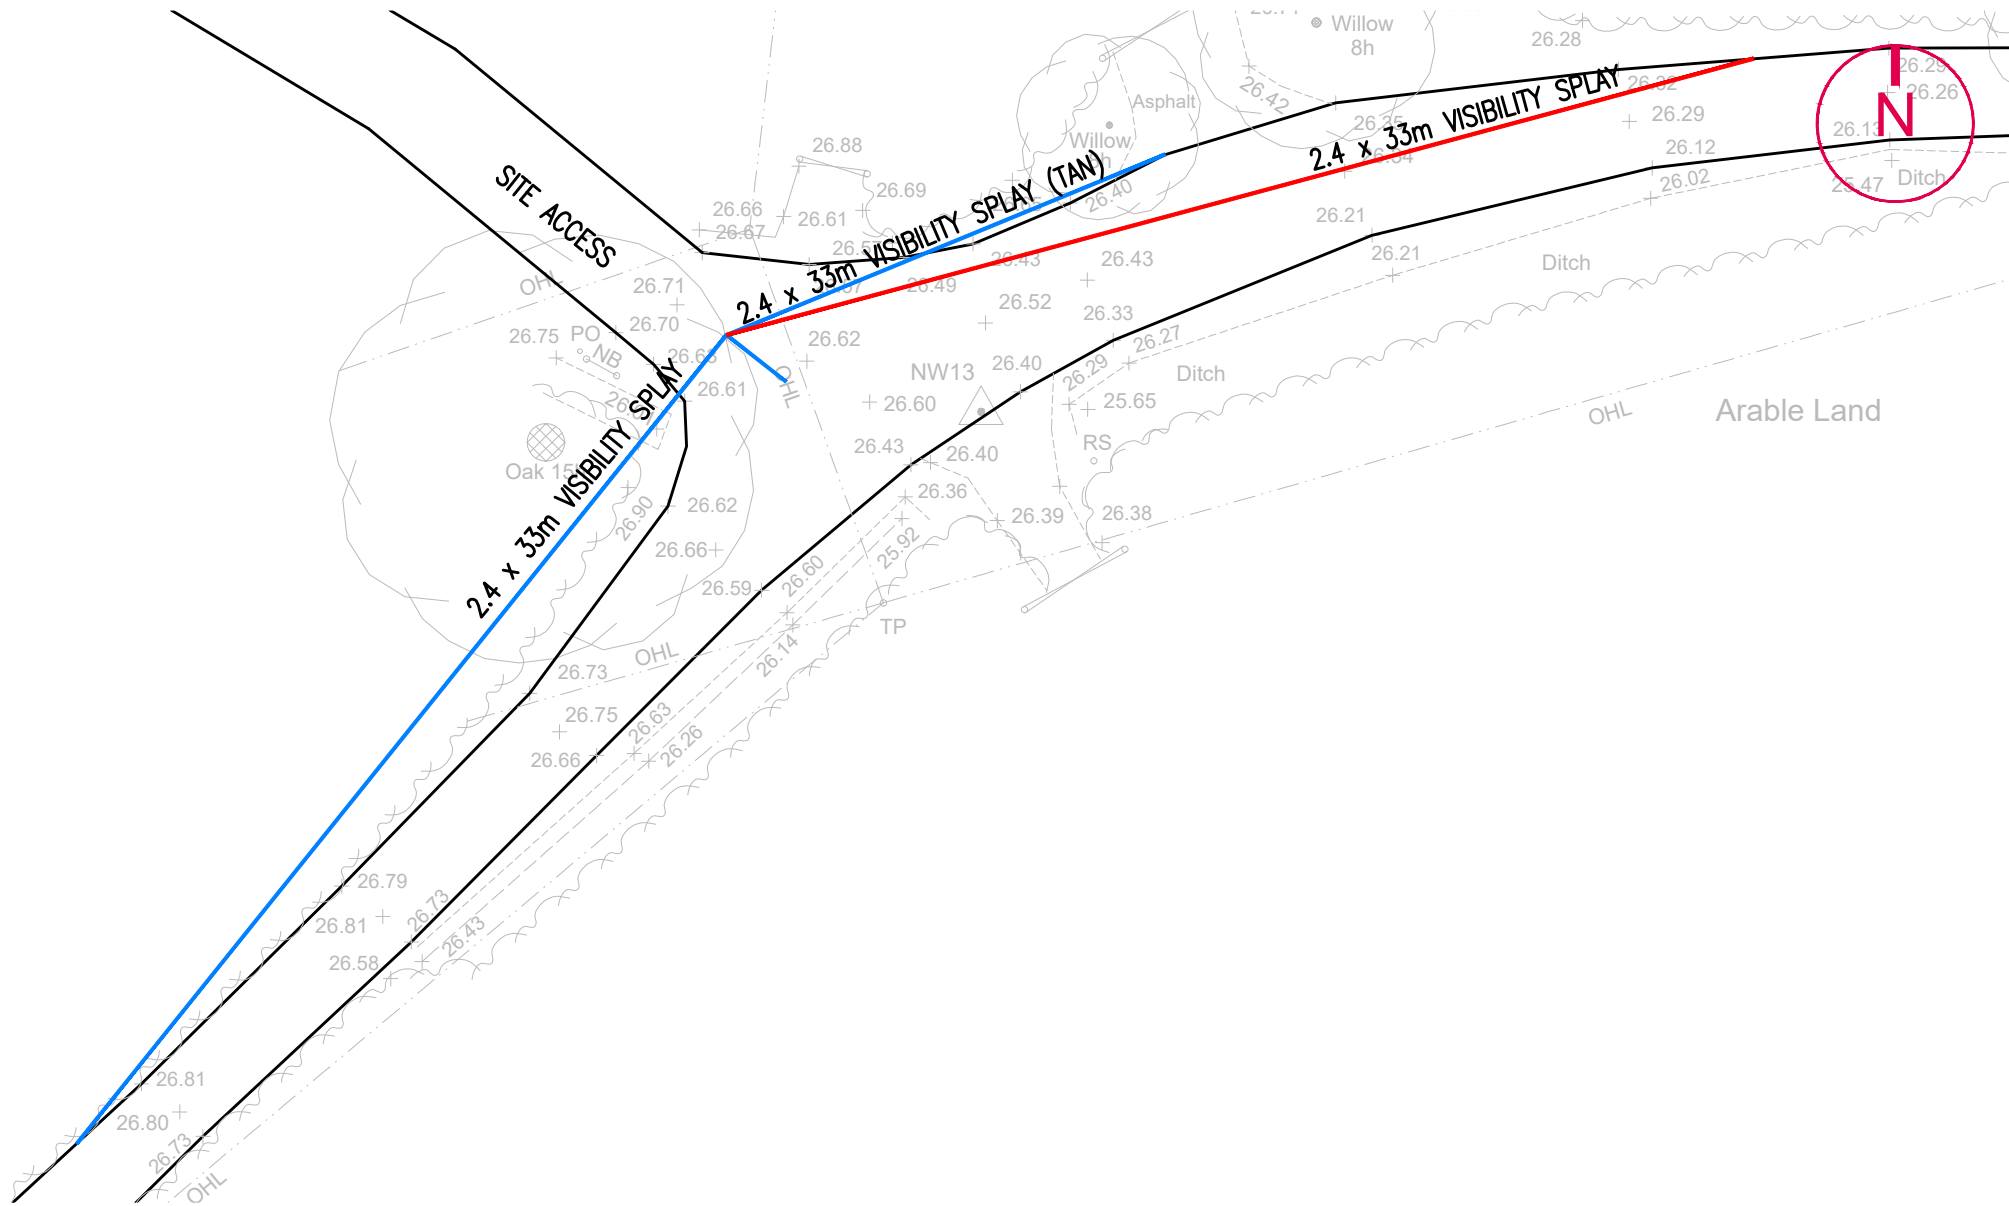 Willow
8h
26.28
26.29
26.26
N
26.42
Asphalt
26.35
26.32
26.29
26.13
26.12
Willow
26.88
2.4 x 33m VISIBILITY SPLAY
26.02
25.47
Ditch
SITE ACCESS
26.69
26.40
26.66
26.61
26.67
26.21
2.4 x 33m VISIBILITY SPLAY (TAN)
26.43
26.43
26.21
Ditch
OHL
26.71
26.49
26.52
26.33
26.75
PO
NB
26.70
26.62
26.27
26.61
OHL
NW13
26.40
26.29
Ditch
26.60
25.65
OHL
Arable Land
2.4 x 33m VISIBILITY SPLAY
26.43
26.40
RS
Oak
26.90
26.62
26.36
26.39
26.38
26.66
25.92
26.59
26.60
TP
OHL
26.14
26.73
26.75
26.63
26.66
26.26
26.79
26.81
26.73
26.43
26.58
26.81
26.80
26.73
OHL